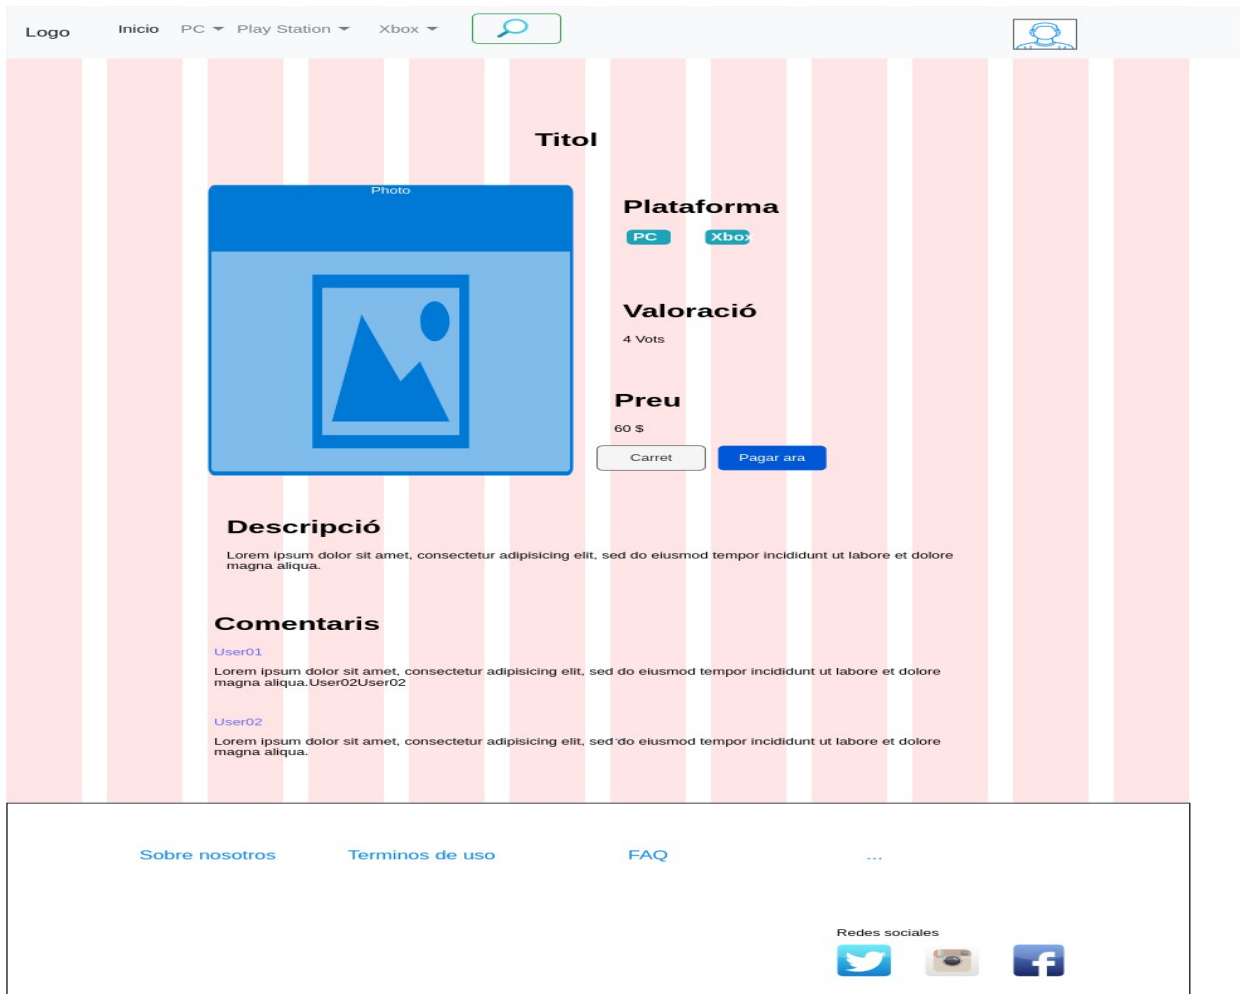 Logo
Inicio
PC
Play Station
Xbox
Titol
Photo
Plataforma
PC
Xbox
Valoració
4 Vots
Preu
60 $
Carret
Pagar ara
Descripció
Lorem ipsum dolor sit amet, consectetur adipisicing elit, sed do eiusmod tempor incididunt ut labore et dolore
magna aliqua.
Comentaris
User01
Lorem ipsum dolor sit amet, consectetur adipisicing elit, sed do eiusmod tempor incididunt ut labore et dolore
magna aliqua.User02User02
User02
Lorem ipsum dolor sit amet, consectetur adipisicing elit, sed do eiusmod tempor incididunt ut labore et dolore
magna aliqua.
Sobre nosotros
Terminos de uso
FAQ
...
Redes sociales